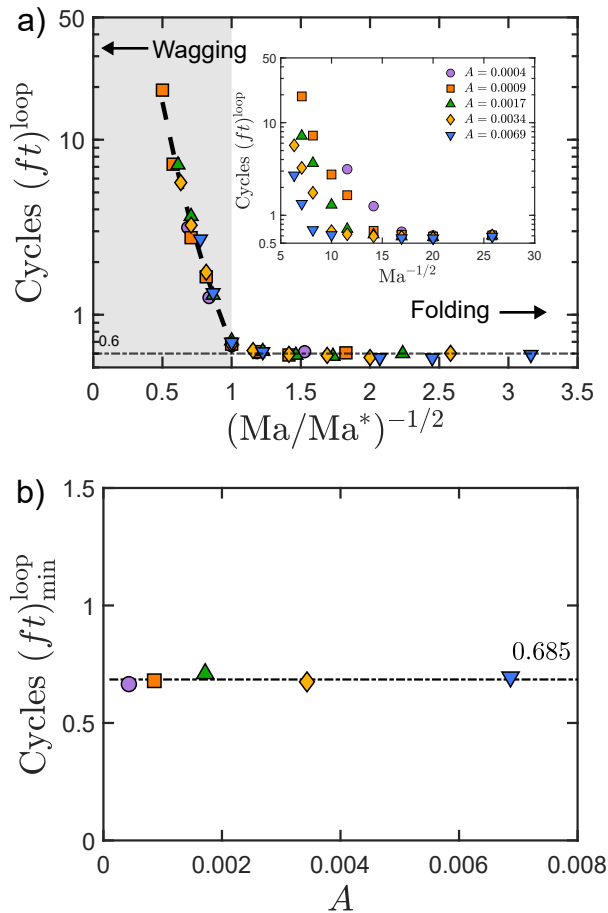 a)
50
10
1
Cycles (ft)^loop
Wagging
Folding
0.6
0
0.5
1
1.5
2
2.5
3
3.5
(Ma/Ma*)^−1/2
50
10
1
0.5
Cycles (ft)^loop
A = 0.0004
A = 0.0009
A = 0.0017
A = 0.0034
A = 0.0069
5
10
15
20
25
30
Ma^−1/2
b)
1.5
1
0.5
0
Cycles (ft)^loop_min
0.685
0
0.002
0.004
0.006
0.008
A